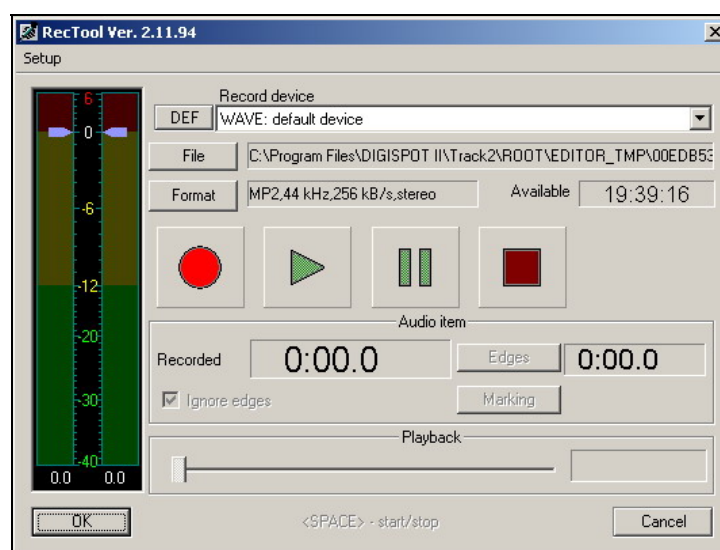 RecTool Ver. 2.11.94
Setup
Record device
DEF WAVE: default device
File C:\Program Files\DIGISPOT II\Track2\ROOT\EDITOR_TMP\00EDB53
Format MP2,44 kHz,256 kB/s,stereo Available 19:39:16
6
0
-6
-12
-20
-30
-40
0.0 0.0
Audio item
Recorded 0:00.0 Edges 0:00.0
Ignore edges Marking
Playback
OK <SPACE> - start/stop Cancel